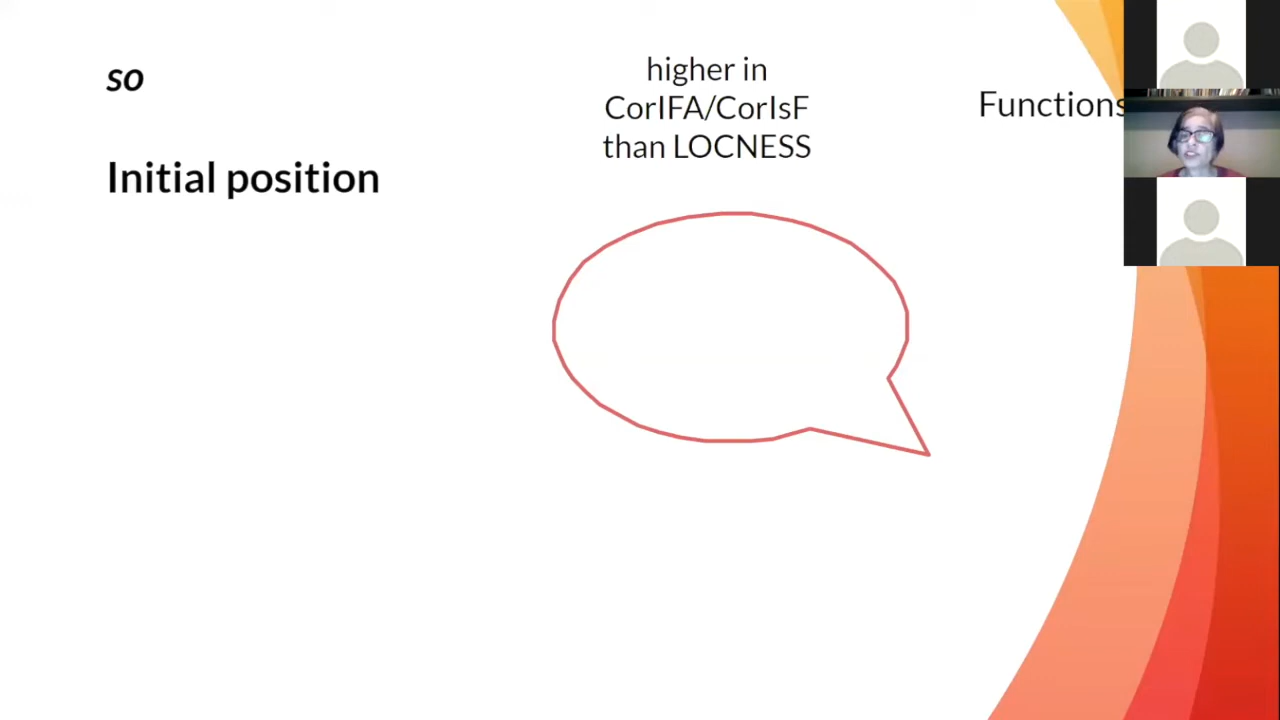 so
Initial position
higher in
CorIFA/CorIsF
than LOCNESS
Functions